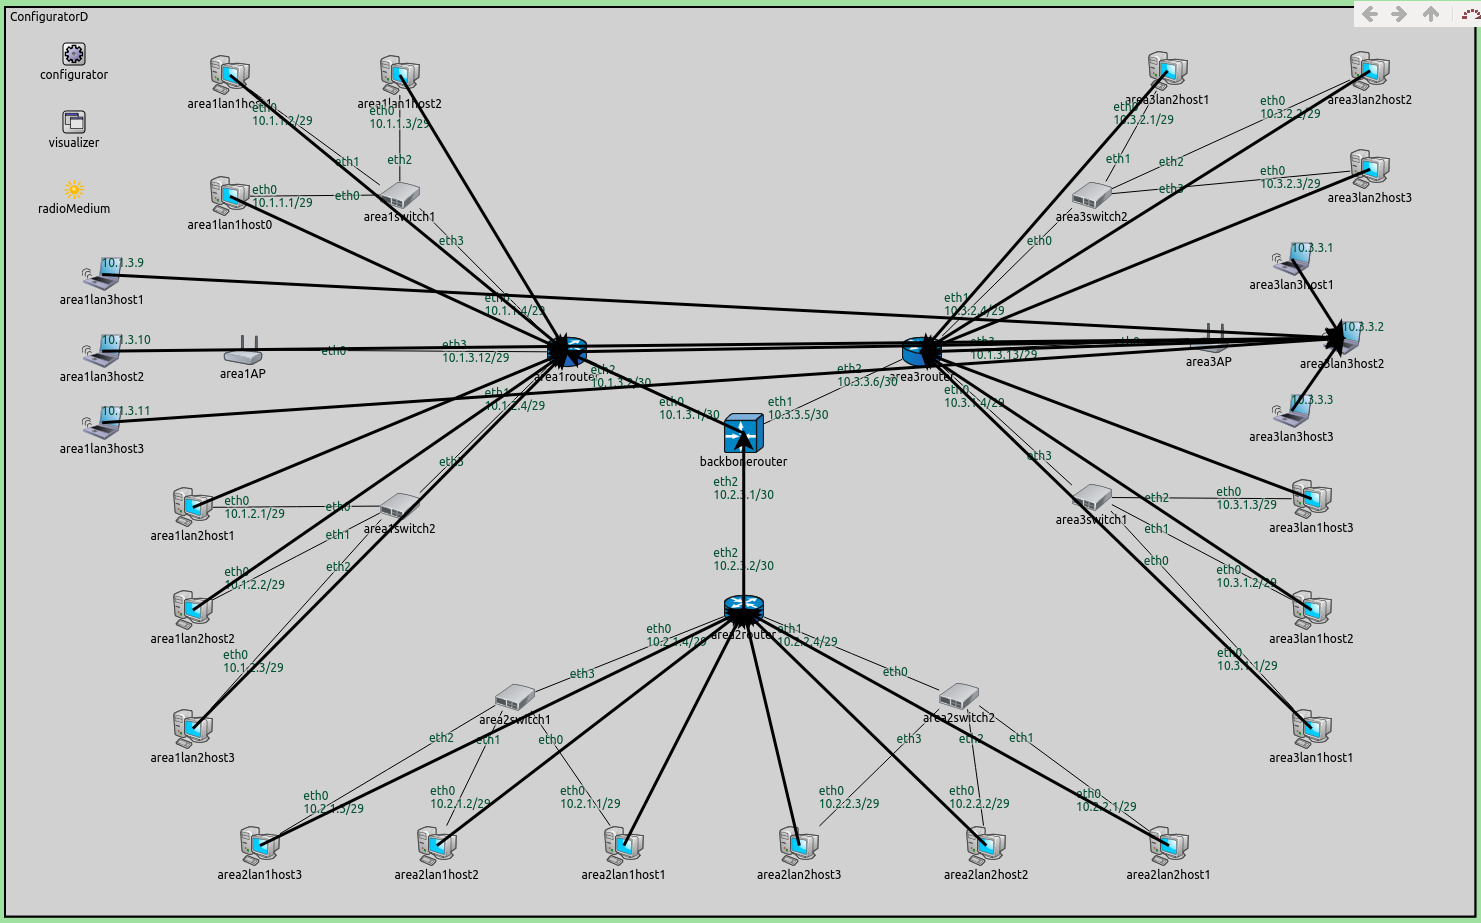 ConfiguratorD
configurator
visualizer
radioMedium
area1lan1host1
eth0
10.1.1.2/29
area1lan1host2
eth0
10.1.1.3/29
eth1
eth2
area1lan1host0
eth0
10.1.1.1/29
eth0
area1switch1
eth3
10.1.3.9
area1lan3host1
10.1.3.10
area1lan3host2
10.1.3.11
area1lan3host3
area1AP
eth0
eth0
10.1.1.4/29
eth3
10.1.3.12/29
area1router
eth1
10.1.2.4/29
eth2
eth0
10.1.3.1/30
eth1
10.3.3.5/30
backbonerouter
eth2
10.2.3.1/30
eth2
10.2.3.2/30
eth2
10.3.3.6/30
area3router
eth1
10.3.2.4/29
10.1.3.13/29
eth0
10.3.1.4/29
area3lan2host1
eth0
10.3.2.1/29
area3lan2host2
eth0
10.3.2.2/29
area3lan2host3
eth0
10.3.2.3/29
eth1
eth2
eth3
area3switch2
eth0
10.3.3.1
area3lan3host1
10.3.3.2
area3lan3host2
10.3.3.3
area3lan3host3
area3AP
eth3
area1switch2
eth0
eth1
eth2
area1lan2host1
eth0
10.1.2.1/29
area1lan2host2
eth0
10.1.2.2/29
area1lan2host3
eth0
10.1.2.3/29
eth3
area3switch1
eth2
eth1
eth0
eth0
10.3.1.3/29
area3lan1host3
eth0
10.3.1.2/29
area3lan1host2
eth0
10.3.1.1/29
area3lan1host1
area2router
eth0
10.2.1.4/29
eth1
10.2.2.4/29
eth3
area2switch1
eth2
eth1
eth0
eth0
area2switch2
eth3
eth2
eth1
eth0
10.2.1.3/29
area2lan1host3
eth0
10.2.1.2/29
area2lan1host2
eth0
10.2.1.1/29
area2lan1host1
eth0
10.2.2.3/29
area2lan2host3
eth0
10.2.2.2/29
area2lan2host2
eth0
10.2.2.1/29
area2lan2host1